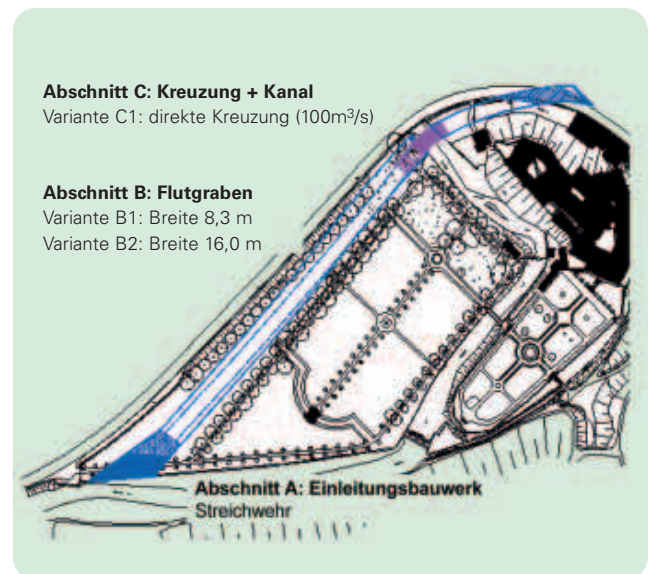 Abschnitt C: Kreuzung + Kanal
Variante C1: direkte Kreuzung (100m³/s)
Abschnitt B: Flutgraben
Variante B1: Breite 8,3 m
Variante B2: Breite 16,0 m
Abschnitt A: Einleitungsbauwerk
Streichwehr